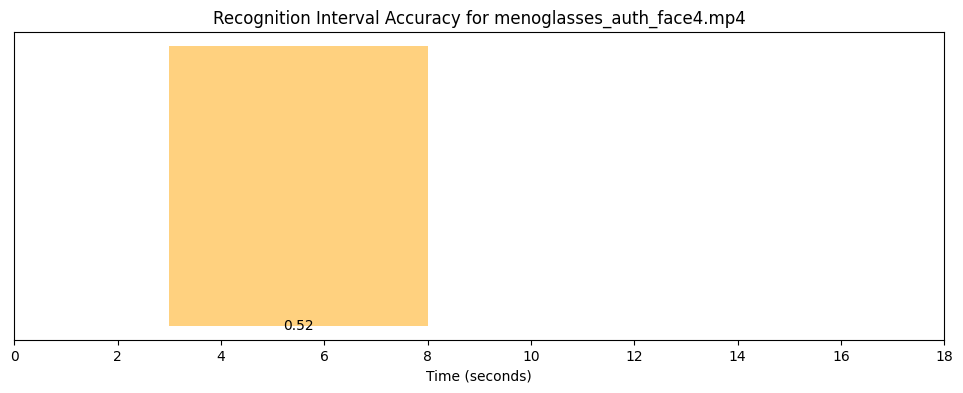 Recognition Interval Accuracy for menoglasses_auth_face4.mp4
0.52
0 2 4 6 8 10 12 14 16 18
Time (seconds)